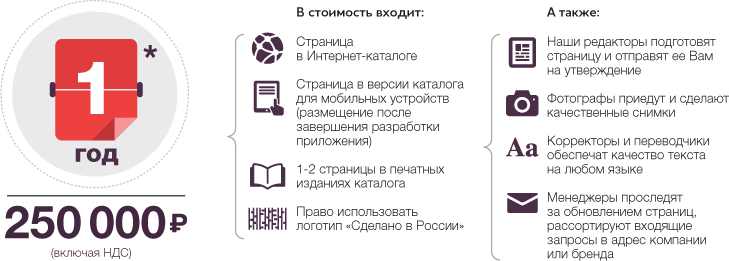 1
*
год
250 000 ₽
(включая НДС)
В стоимость входит:
Страница
в Интернет-каталоге
Страница в версии каталога
для мобильных устройств
(размещение после
завершения разработки
приложения)
1-2 страницы в печатных
изданиях каталога
Право использовать
логотип «Сделано в России»
А также:
Наши редакторы подготовят
страницу и отправят ее Вам
на утверждение
Фотографы приедут и сделают
качественные снимки
Aa
Корректоры и переводчики
обеспечат качество текста
на любом языке
Менеджеры проследят
за обновлением страниц,
рассортируют входящие
запросы в адрес компании
или бренда